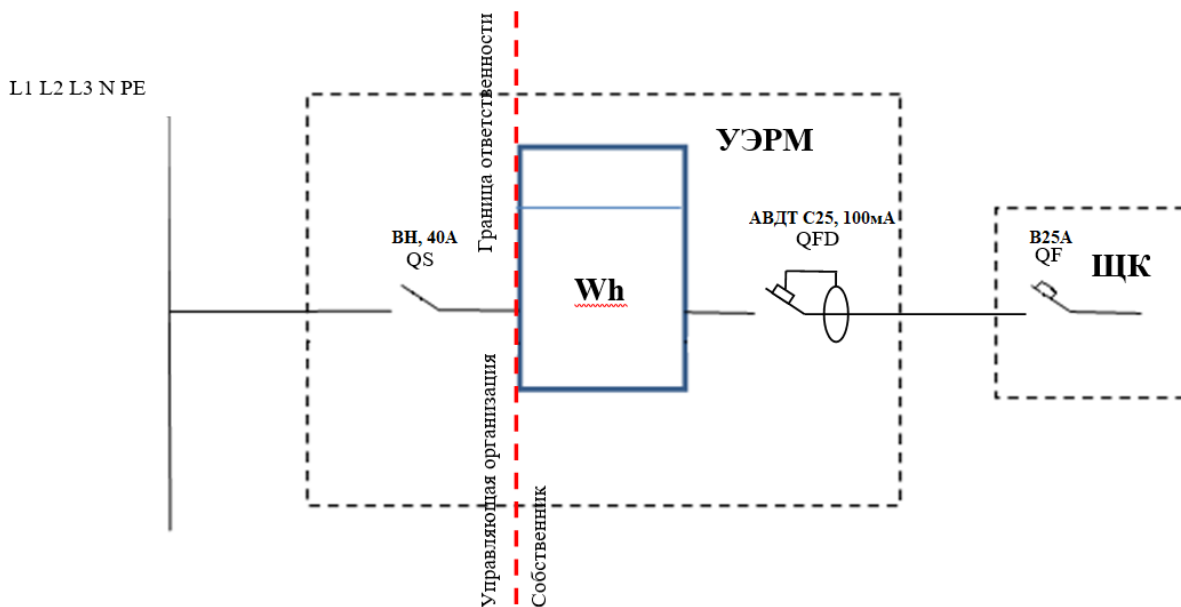 L1 L2 L3 N PE
Граница ответственности
УЭРМ
ВН, 40А
QS
АВДТ С25, 100мА
QFD
В25А
QF
ЩК
Wh
Управляющая организация
Собственник